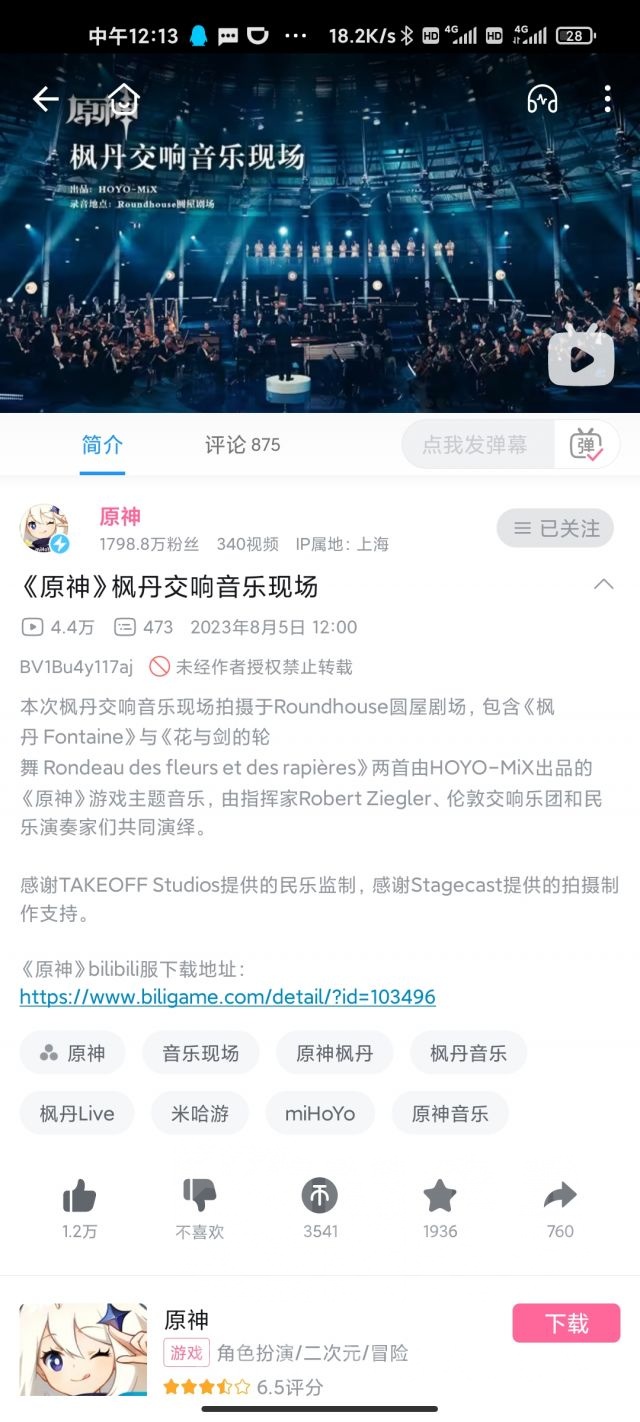 中午12:13
18.2K/s
HD
4G
HD
4G
28
原神
枫丹交响音乐现场
出品：HOYO-MiX
录音地点：Roundhouse圆屋剧场
简介
评论 875
点我发弹幕
弹
原神
1798.8万粉丝 340视频 IP属地：上海
已关注
《原神》枫丹交响音乐现场
4.4万 473 2023年8月5日 12:00
BV1Bu4y117aj 未经作者授权禁止转载
本次枫丹交响音乐现场拍摄于Roundhouse圆屋剧场，包含《枫
丹 Fontaine》与《花与剑的轮
舞 Rondeau des fleurs et des rapières》两首由HOYO-MiX出品的
《原神》游戏主题音乐，由指挥家Robert Ziegler、伦敦交响乐团和民
乐演奏家们共同演绎。
感谢TAKEOFF Studios提供的民乐监制，感谢Stagecast提供的拍摄制
作支持。
《原神》bilibili服下载地址：
https://www.biligame.com/detail/?id=103496
原神 音乐现场 原神枫丹 枫丹音乐
枫丹Live 米哈游 miHoYo 原神音乐
1.2万 不喜欢 3541 1936 760
原神
游戏 角色扮演/二次元/冒险
6.5评分
下载